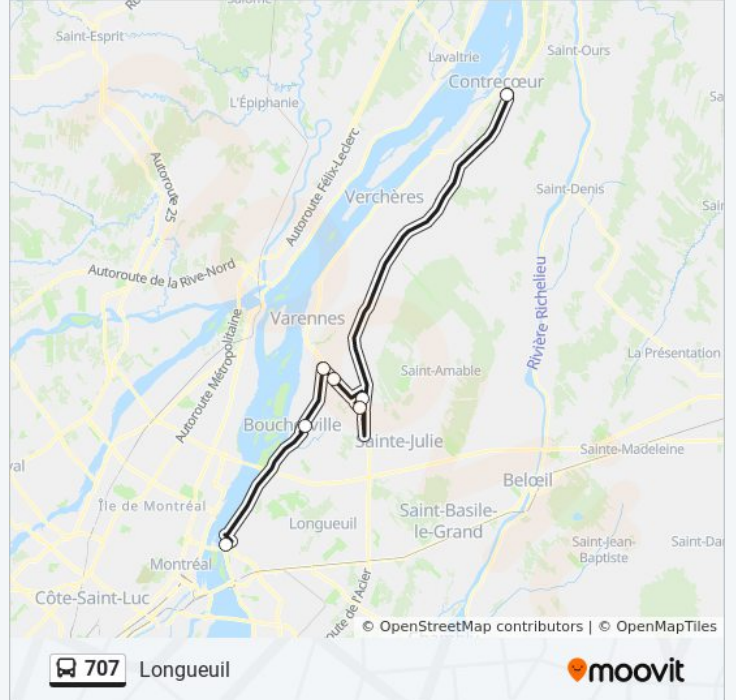 Saint-Esprit
Lavaltrie
Saint-Ours
Contrecœur
L'Épiphanie
Autoroute Félix-Leclerc
Autoroute 25
Verchères
Saint-Denis
Autoroute de la Rive-Nord
Rivière Richelieu
Varennes
Autoroute Métropolitaine
La Présentation
Saint-Amable
Boucherville
Sainte-Julie
Sainte-Madeleine
Belœil
Île de Montréal
Longueuil
Saint-Basile-
le-Grand
Saint-Jean-
Baptiste
Montréal
Côte-Saint-Luc
© OpenStreetMap contributors | © OpenMapTiles
707 Longueuil
moovit